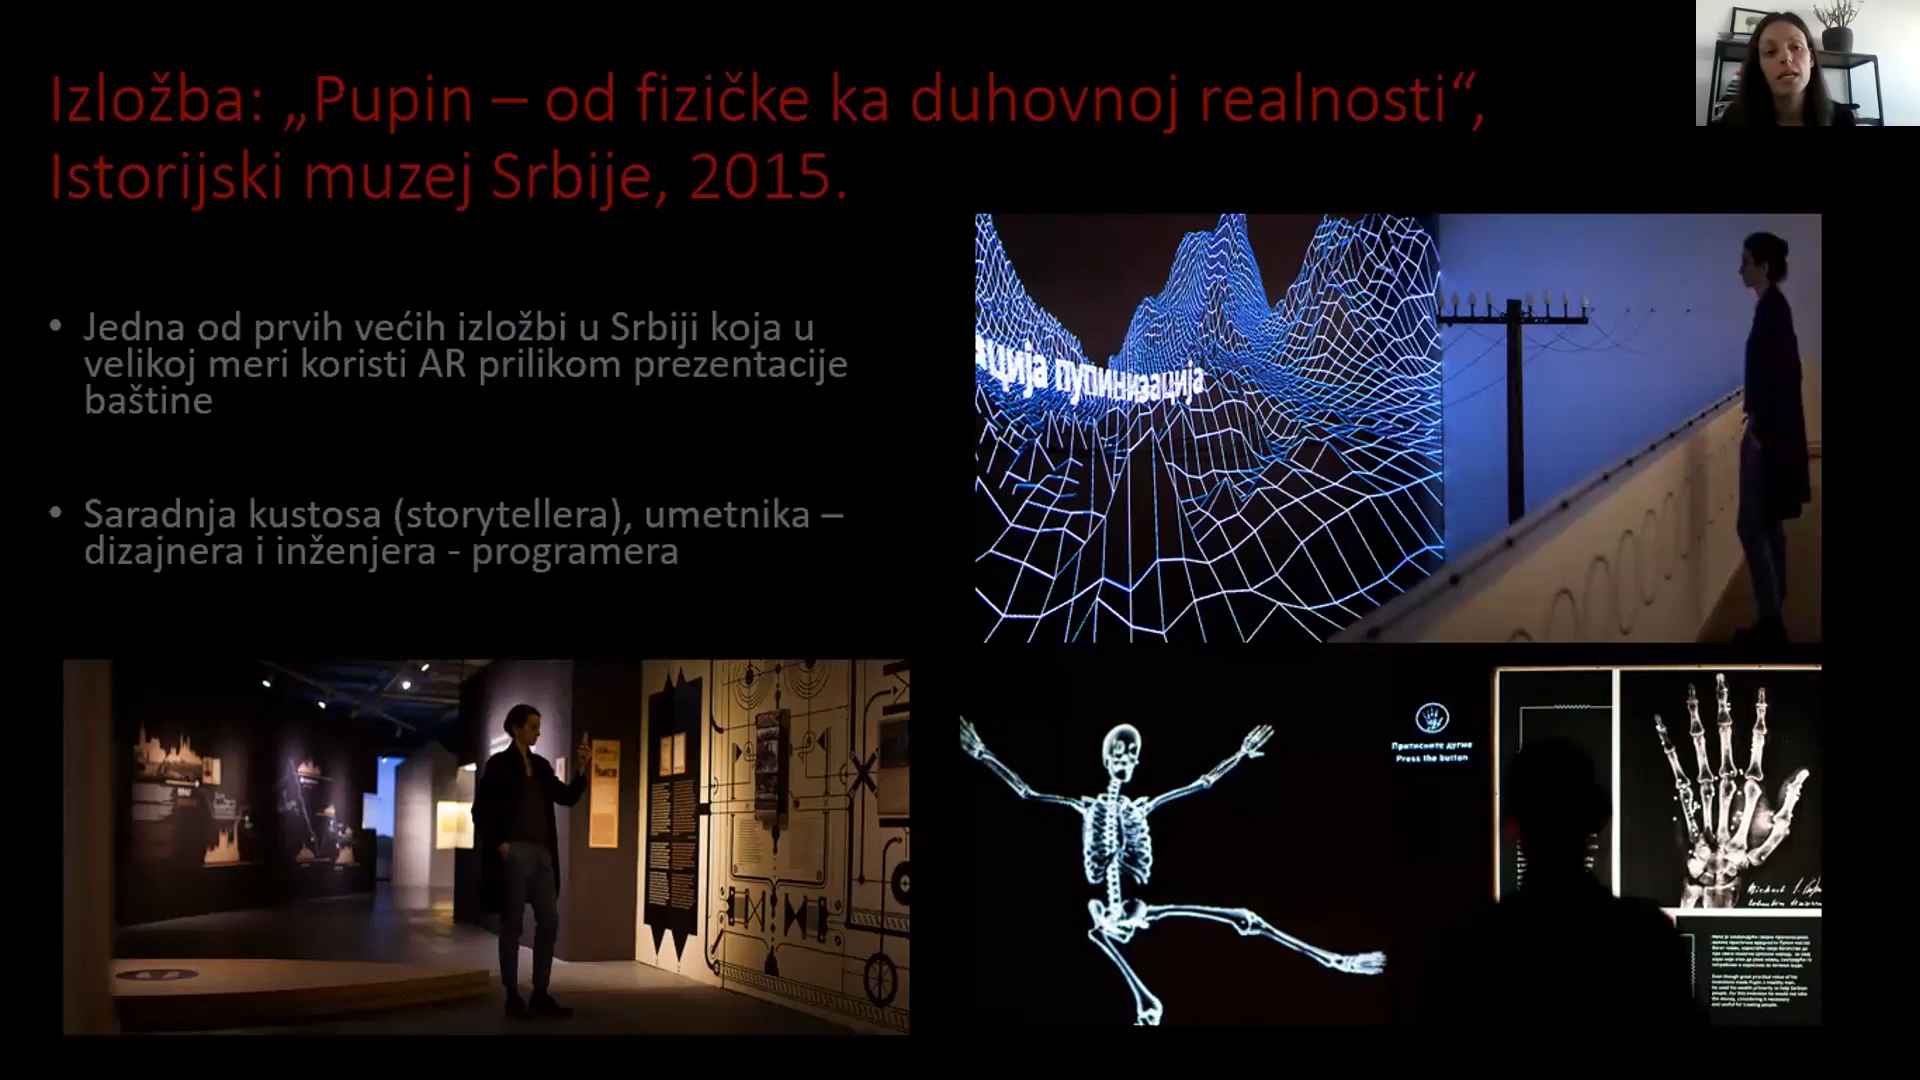 Izložba: „Pupin – od fizičke ka duhovnoj realnosti“,
Istorijski muzej Srbije, 2015.
• Jedna od prvih većih izložbi u Srbiji koja u
velikoj meri koristi AR prilikom prezentacije
baštine
• Saradnja kustosa (storytellera), umetnika –
dizajnera i inženjera - programera
ција пупинизација
Притисните дугме
Press the button